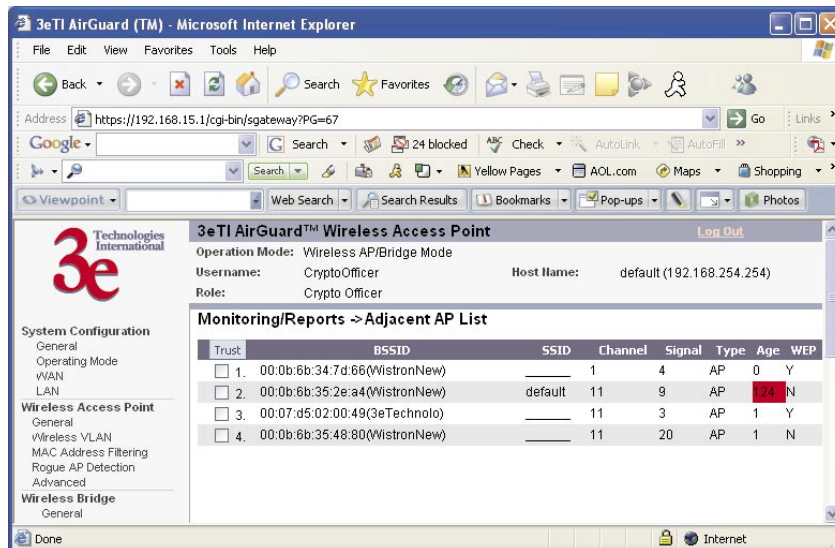 3eTI AirGuard (TM) - Microsoft Internet Explorer
File Edit View Favorites Tools Help
Back Search Favorites
Address https://192.168.15.1/cgi-bin/sgateway?PG=67 Go Links »
Google Search 24 blocked Check AutoLink AutoFill »
Search Yellow Pages AOL.com Maps Shopping
Viewpoint Web Search Search Results Bookmarks Pop-ups Photos
Technologies
International
3e
3eTI AirGuard™ Wireless Access Point Log Out
Operation Mode: Wireless AP/Bridge Mode
Username: CryptoOfficer Host Name: default (192.168.254.254)
Role: Crypto Officer
System Configuration
General
Operating Mode
WAN
LAN
Wireless Access Point
General
Wireless VLAN
MAC Address Filtering
Rogue AP Detection
Advanced
Wireless Bridge
General
Monitoring/Reports ->Adjacent AP List
Trust BSSID SSID Channel Signal Type Age WEP
1. 00:0b:6b:34:7d:66(WistronNew) ______ 1 4 AP 0 Y
2. 00:0b:6b:35:2e:a4(WistronNew) default 11 9 AP 124 N
3. 00:07:d5:02:00:49(3eTechnolo) ______ 11 3 AP 1 Y
4. 00:0b:6b:35:48:80(WistronNew) ______ 11 20 AP 1 N
Done Internet